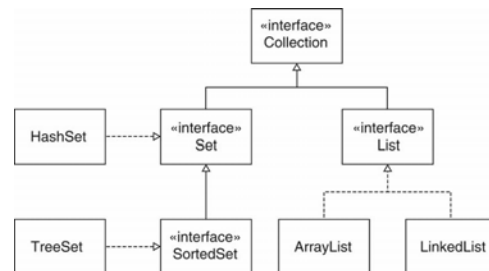 «interface»
Collection
HashSet
«interface»
Set
«interface»
List
TreeSet
«interface»
SortedSet
ArrayList
LinkedList